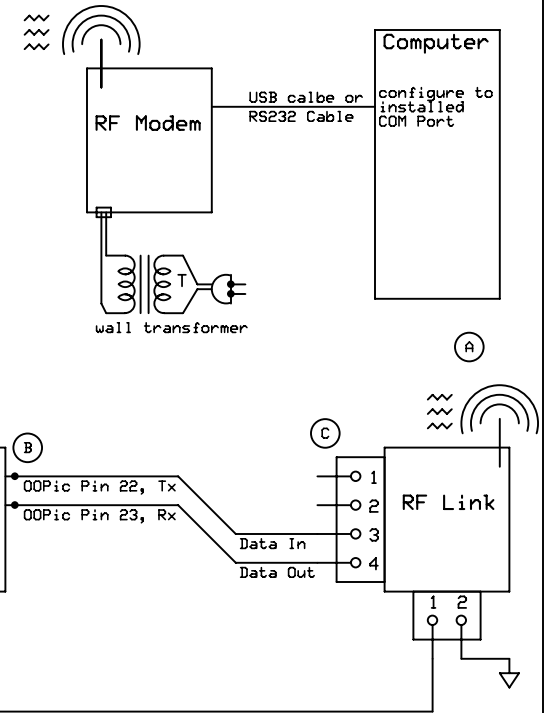 Computer
USB calbe or
RS232 Cable
configure to
installed
COM Port
RF Modem
T
wall transformer
A
B
C
OOPic Pin 22, Tx
OOPic Pin 23, Rx
Data In
Data Out
1
2
3
4
RF Link
1 2